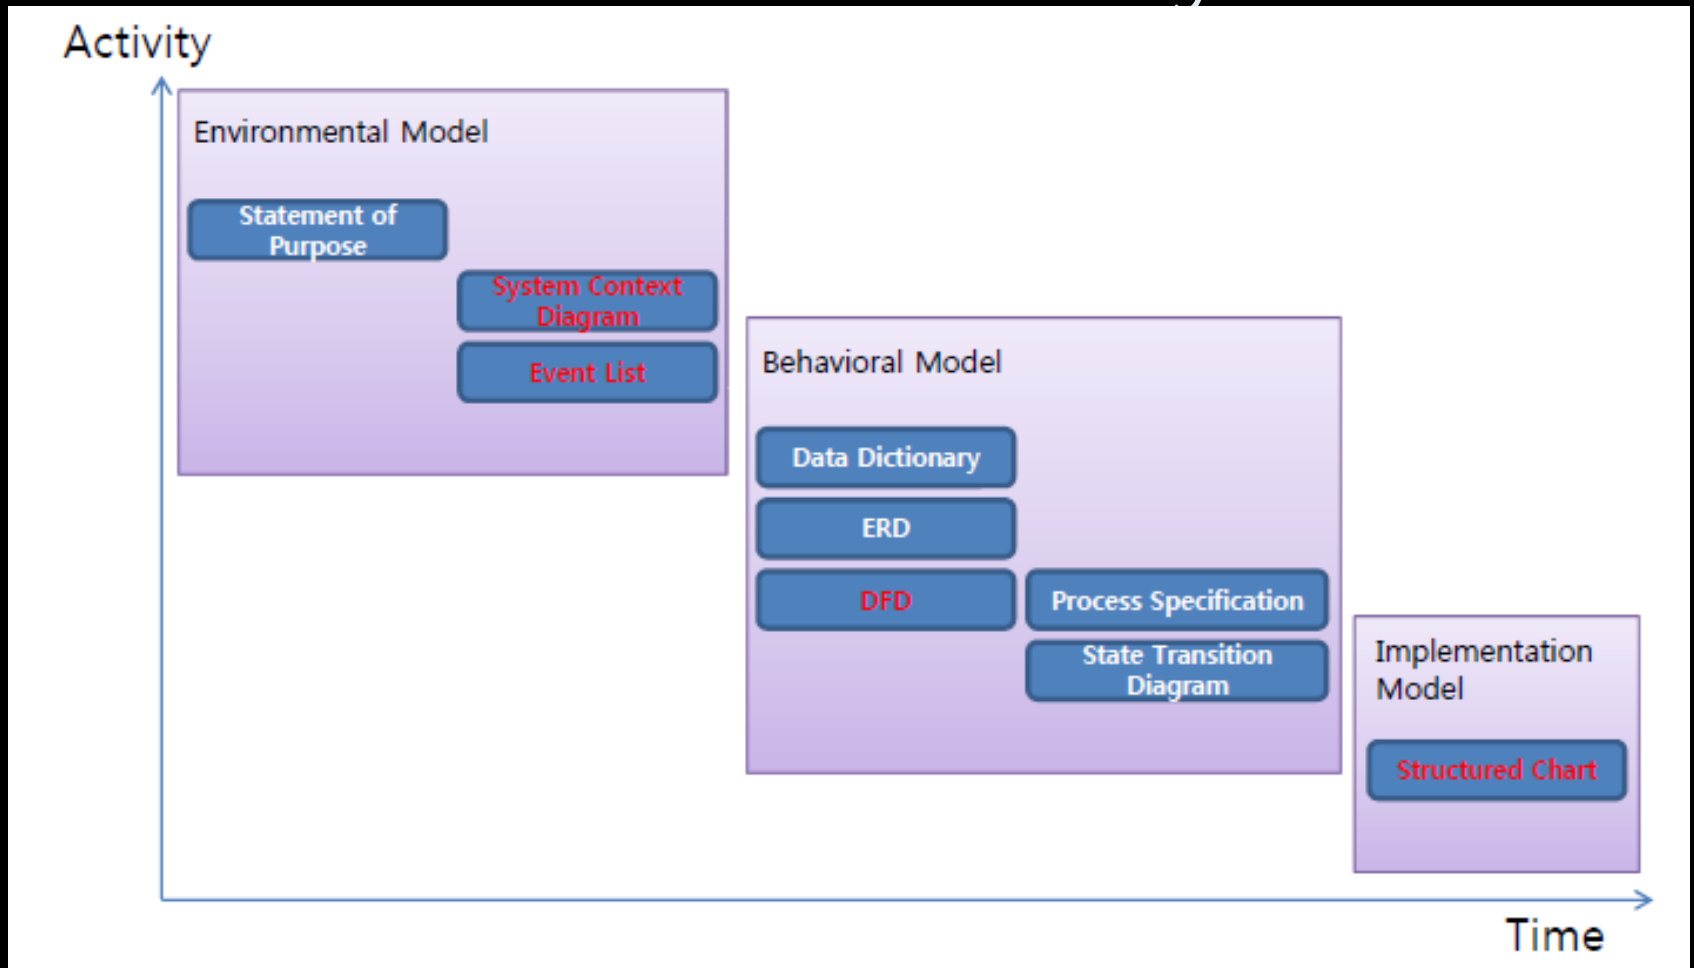 Activity
Environmental Model
Statement of
Purpose
System Context
Diagram
Event List
Behavioral Model
Data Dictionary
ERD
DFD
Process Specification
State Transition
Diagram
Implementation
Model
Structured Chart
Time